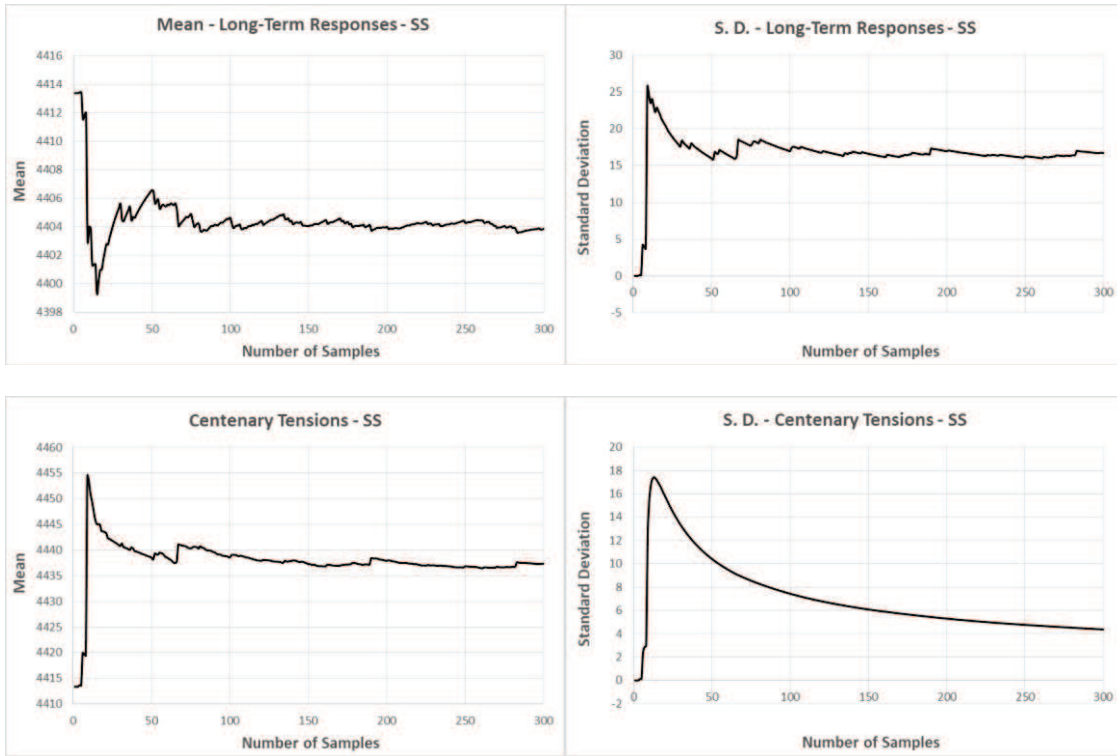 Mean - Long-Term Responses - SS
4416
4414
4412
4410
4408
4406
4404
4402
4400
4398
Mean
0 50 100 150 200 250 300
Number of Samples
S. D. - Long-Term Responses - SS
30
25
20
15
10
5
0
-5
Standard Deviation
0 50 100 150 200 250 300
Number of Samples
Centenary Tensions - SS
4460
4455
4450
4445
4440
4435
4430
4425
4420
4415
4410
Mean
0 50 100 150 200 250 300
Number of Samples
S. D. - Centenary Tensions - SS
20
18
16
14
12
10
8
6
4
2
0
-2
Standard Deviation
0 50 100 150 200 250 300
Number of Samples